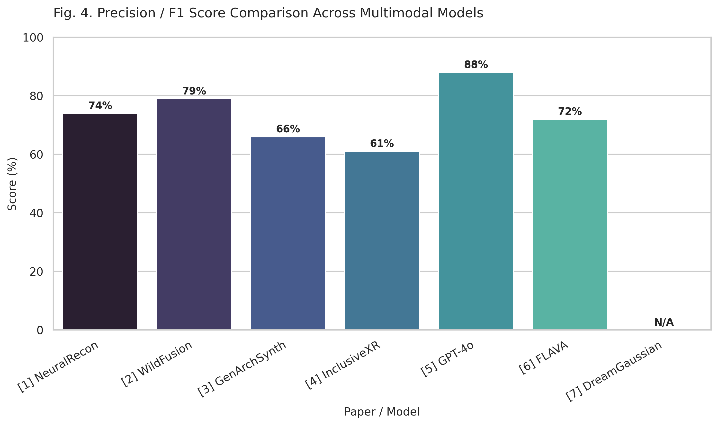 Fig. 4. Precision / F1 Score Comparison Across Multimodal Models
Score (%)
100
80
60
40
20
0
74%
79%
66%
61%
88%
72%
N/A
[1] NeuralRecon
[2] WildFusion
[3] GenArchSynth
[4] InclusiveXR
[5] GPT-4o
[6] FLAVA
[7] DreamGaussian
Paper / Model